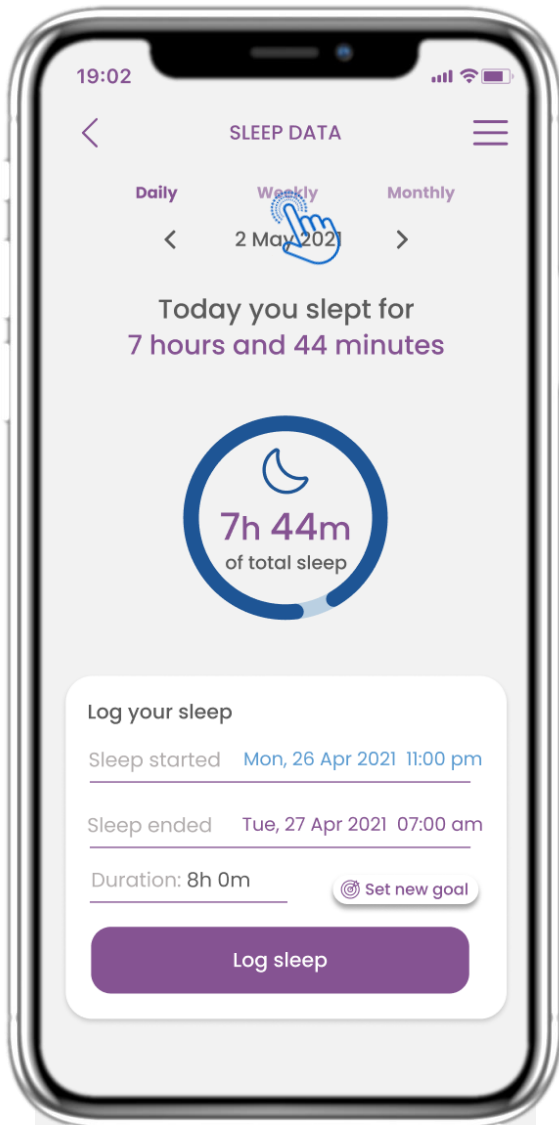 19:02
SLEEP DATA
Daily Weekly Monthly
2 May 2021
Today you slept for
7 hours and 44 minutes
7h 44m
of total sleep
Log your sleep
Sleep started Mon, 26 Apr 2021 11:00 pm
Sleep ended Tue, 27 Apr 2021 07:00 am
Duration: 8h 0m
Set new goal
Log sleep